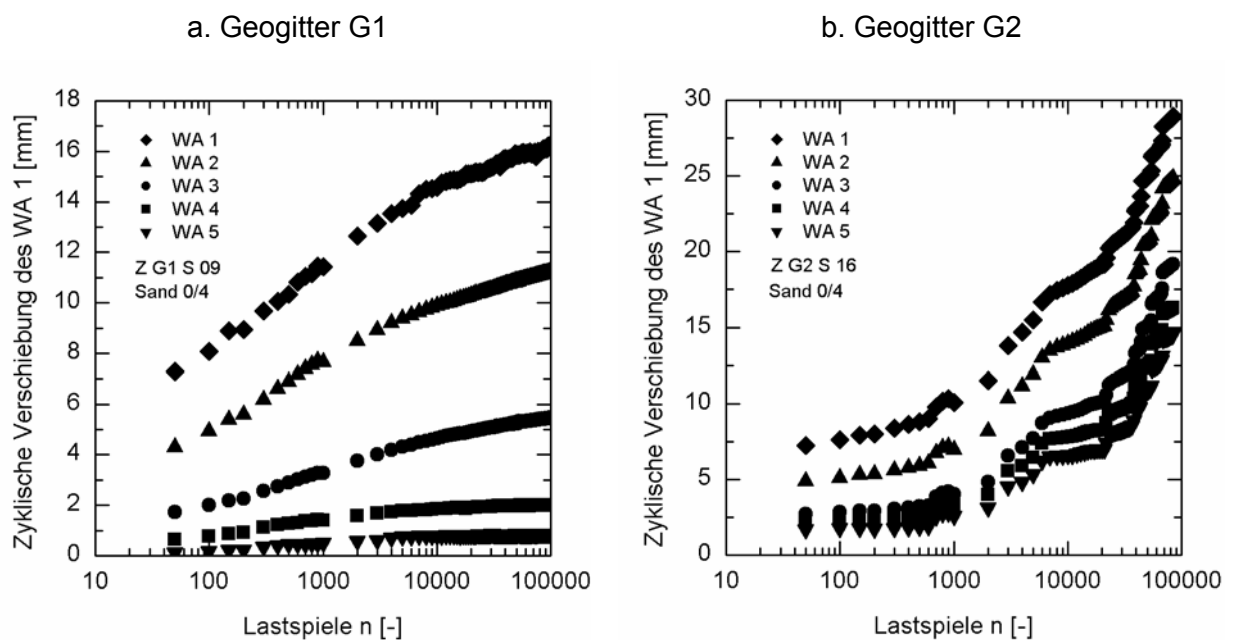 a. Geogitter G1
Zyklische Verschiebung des WA 1 [mm]
18
16
14
12
10
8
6
4
2
0
WA 1
WA 2
WA 3
WA 4
WA 5
Z G1 S 09
Sand 0/4
10
100
1000
10000
100000
Lastspiele n [-]
b. Geogitter G2
Zyklische Verschiebung des WA 1 [mm]
30
25
20
15
10
5
0
WA 1
WA 2
WA 3
WA 4
WA 5
Z G2 S 16
Sand 0/4
10
100
1000
10000
100000
Lastspiele n [-]